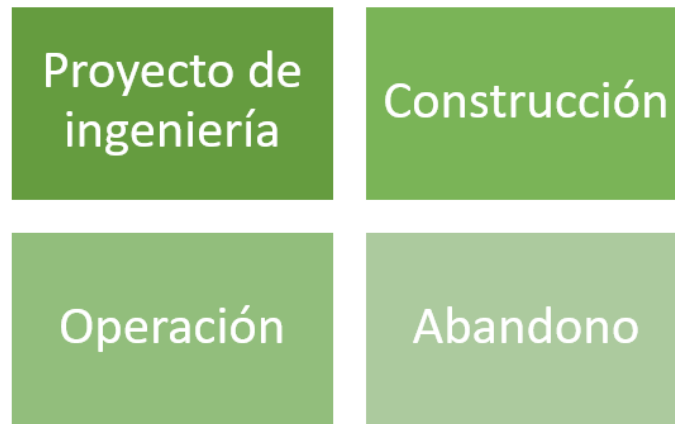 Proyecto de
ingeniería
Construcción
Operación
Abandono